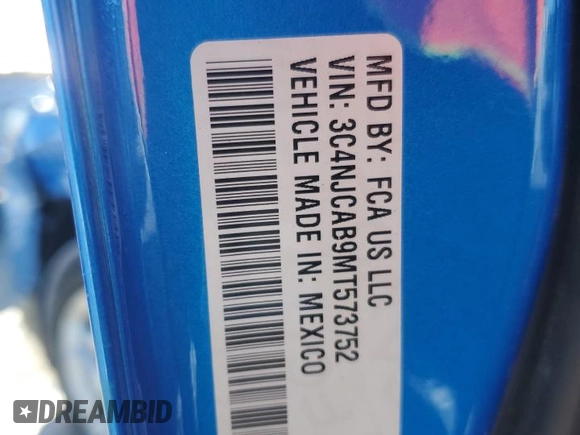 MFD BY: FCA US LLC
VIN: 3C4NJCAB9MT573752
VEHICLE MADE IN: MEXICO
DREAMBID